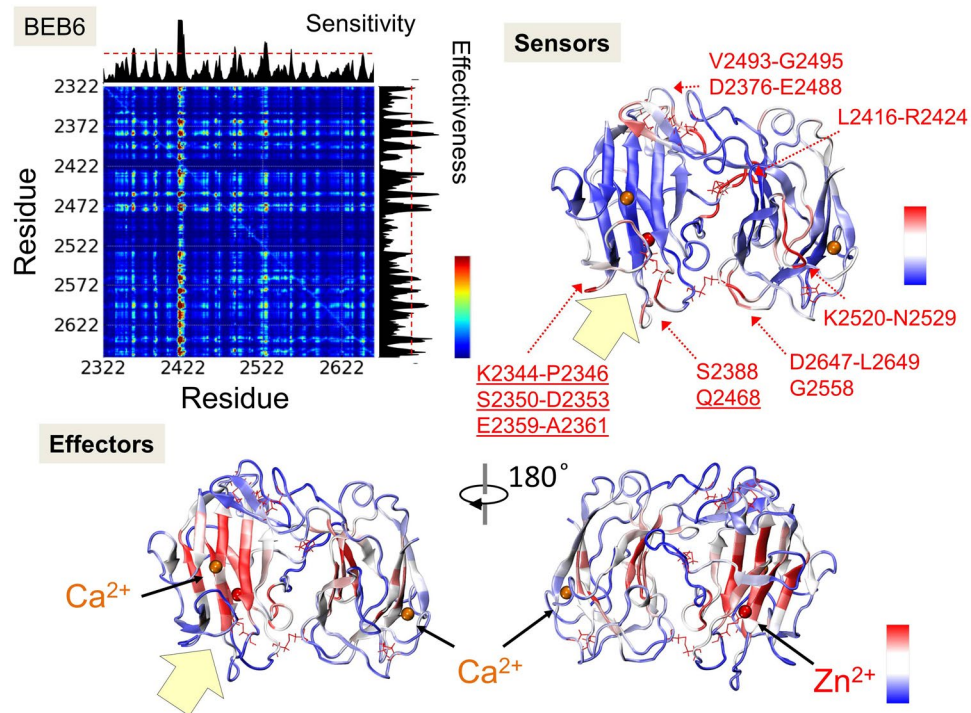 BEB6
Sensitivity
Effectiveness
2322
2372
2422
2472
2522
2572
2622
Residue
2322 2422 2522 2622
Residue
Sensors
V2493-G2495
D2376-E2488
L2416-R2424
K2520-N2529
D2647-L2649
G2558
S2388
Q2468
K2344-P2346
S2350-D2353
E2359-A2361
Effectors
180°
Ca²⁺
Ca²⁺
Zn²⁺